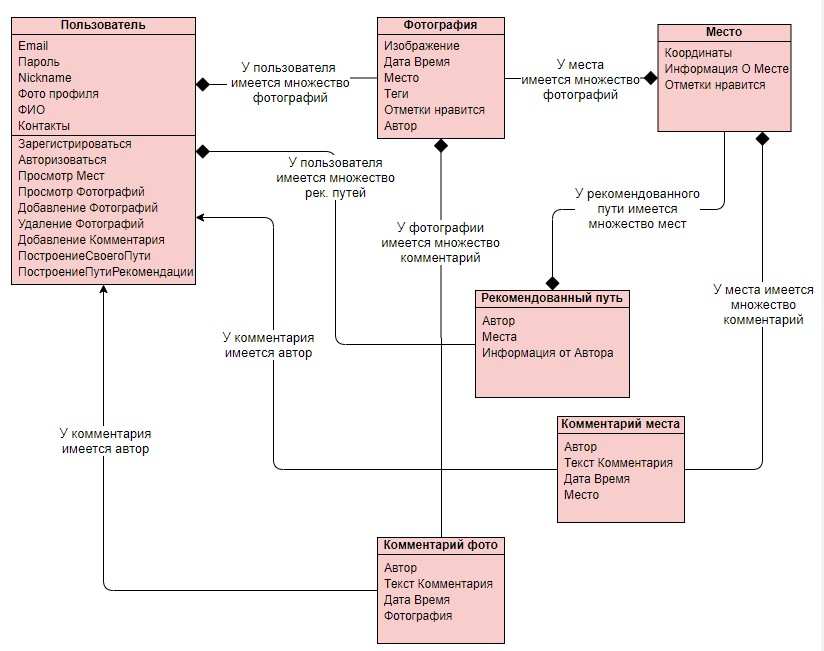 Пользователь
Email
Пароль
Nickname
Фото профиля
ФИО
Контакты
Зарегистрироваться
Авторизоваться
Просмотр Мест
Просмотр Фотографий
Добавление Фотографий
Удаление Фотографий
Добавление Комментария
ПостроениеСвоегоПути
ПостроениеПутиРекомендации
У пользователя
имеется множество
фотографий
Фотография
Изображение
Дата Время
Место
Теги
Отметки нравится
Автор
У места
имеется множество
фотографий
Место
Координаты
Информация О Месте
Отметки нравится
У пользователя
имеется множество
рек. путей
У фотографии
имеется множество
комментарий
У рекомендованного
пути имеется
множество мест
У места имеется
множество
комментарий
Рекомендованный путь
Автор
Места
Информация от Автора
У комментария
имеется автор
Комментарий места
Автор
Текст Комментария
Дата Время
Место
У комментария
имеется автор
Комментарий фото
Автор
Текст Комментария
Дата Время
Фотография